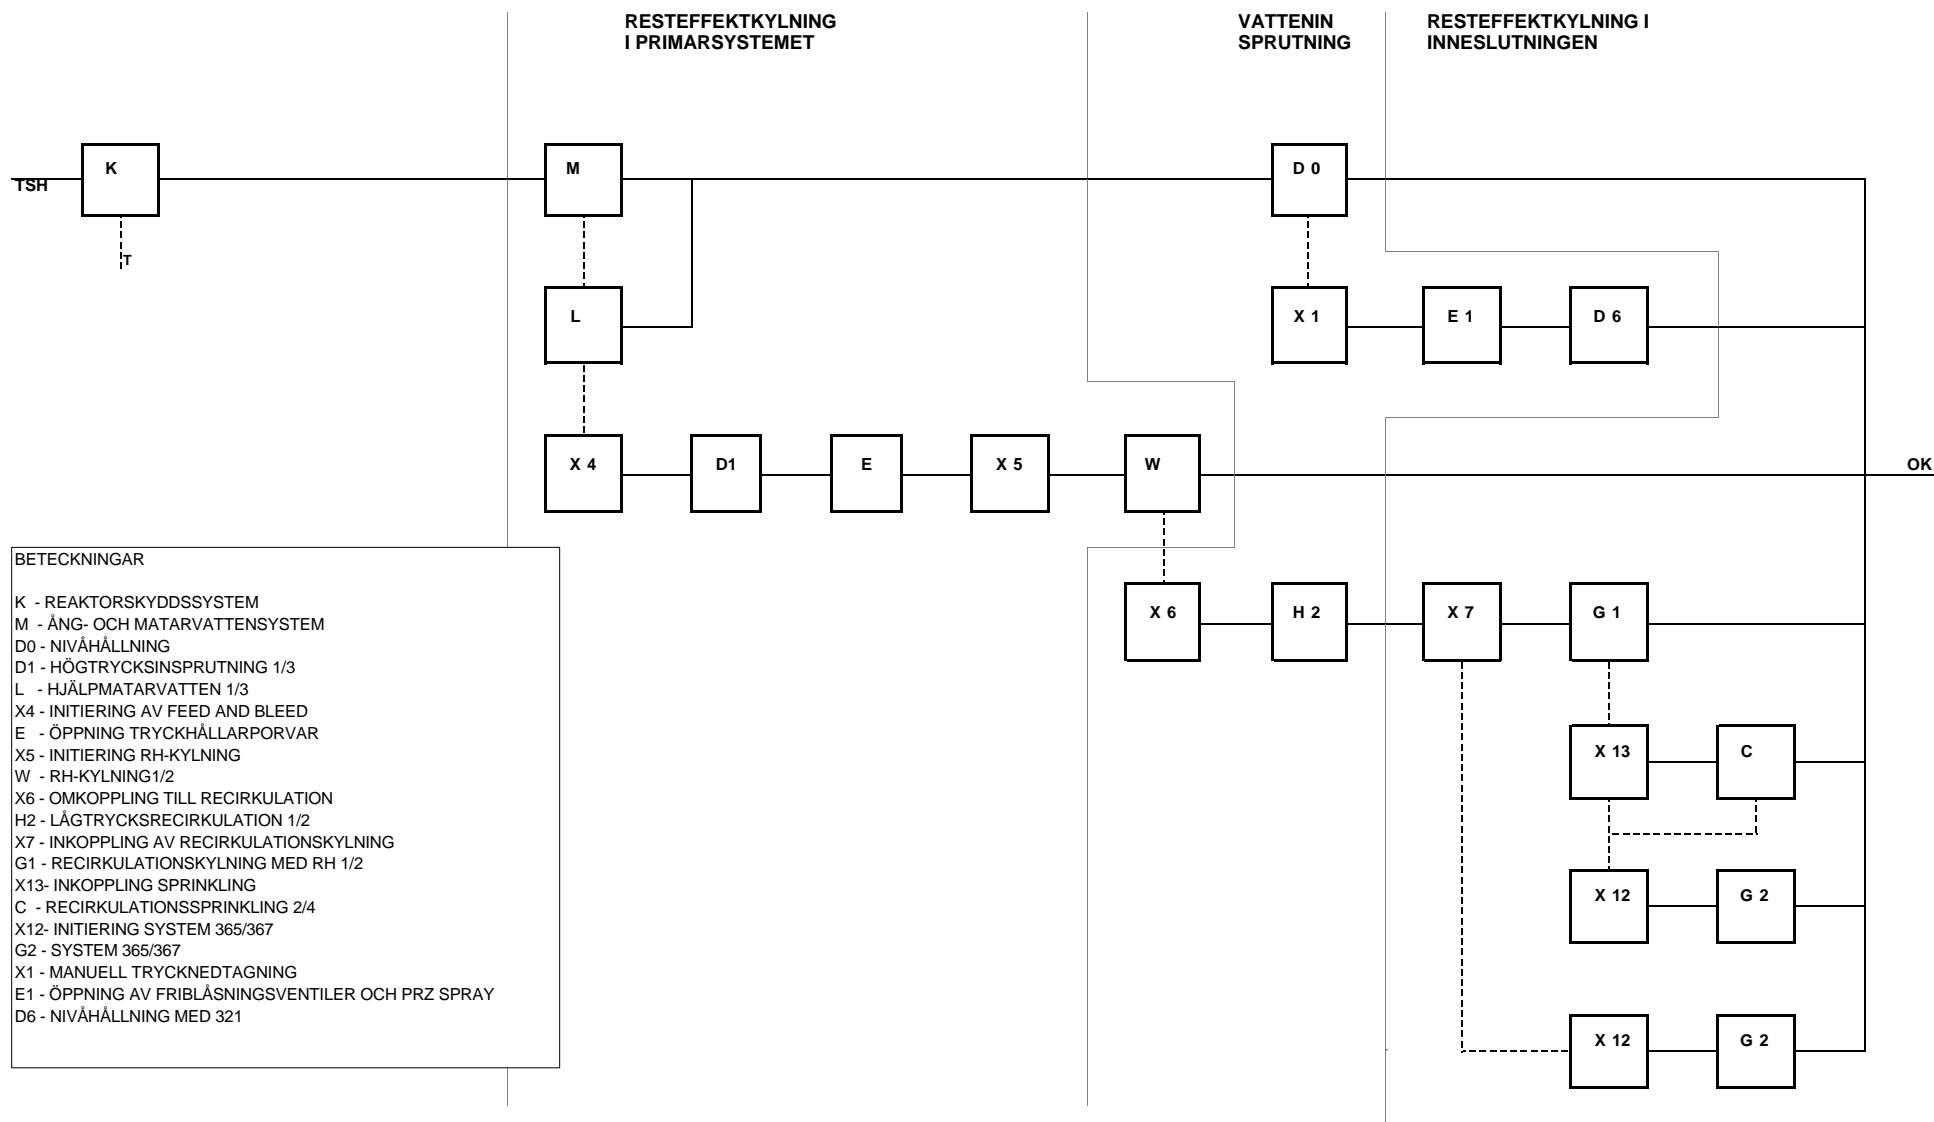 RESTEFFEKTKYLNING
I PRIMARSYSTEMET
VATTENIN
SPRUTNING
RESTEFFEKTKYLNING I
INNESLUTNINGEN
TSH
K
M
D 0
T
L
X 1
E 1
D 6
X 4
D1
E
X 5
W
OK
X 6
H 2
X 7
G 1
X 13
C
X 12
G 2
X 12
G 2
BETECKNINGAR
K - REAKTORSKYDDSSYSTEM
M - ÅNG- OCH MATARVATTENSYSTEM
D0 - NIVÅHÅLLNING
D1 - HÖGTRYCKSINSPRUTNING 1/3
L - HJÄLPMATARVATTEN 1/3
X4 - INITIERING AV FEED AND BLEED
E - ÖPPNING TRYCKHÅLLARPORVAR
X5 - INITIERING RH-KYLNING
W - RH-KYLNING1/2
X6 - OMKOPPLING TILL RECIRKULATION
H2 - LÅGTRYCKSRECIRKULATION 1/2
X7 - INKOPPLING AV RECIRKULATIONSKYLNING
G1 - RECIRKULATIONSKYLNING MED RH 1/2
X13- INKOPPLING SPRINKLING
C - RECIRKULATIONSSPRINKLING 2/4
X12- INITIERING SYSTEM 365/367
G2 - SYSTEM 365/367
X1 - MANUELL TRYCKNEDTAGNING
E1 - ÖPPNING AV FRIBLÅSNINGSVENTILER OCH PRZ SPRAY
D6 - NIVÅHÅLLNING MED 321